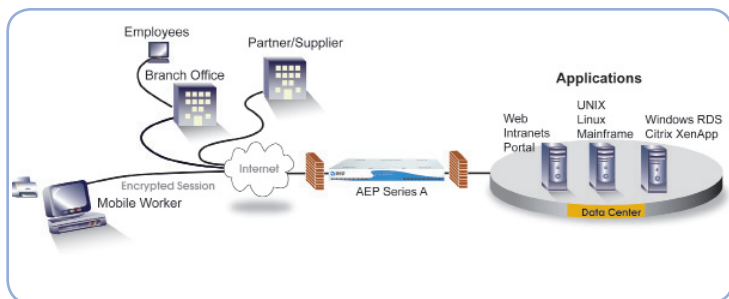 Employees
Branch Office
Partner/Supplier
Applications
Web
Intranets
Portal
UNIX
Linux
Mainframe
Windows RDS
Citrix XenApp
Internet
Encrypted Session
Mobile Worker
AEP Series A
Data Center